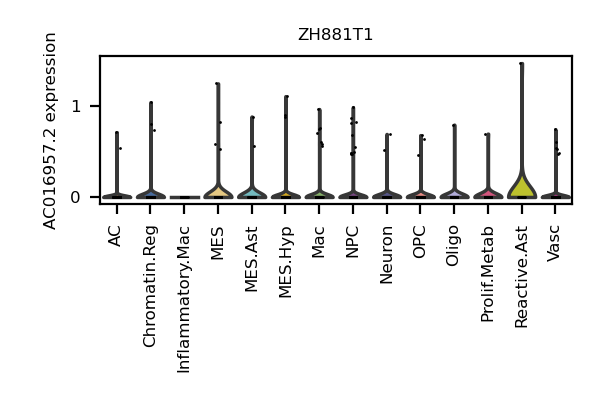 ZH881T1
AC016957.2 expression
1
0
AC
Chromatin.Reg
Inflammatory.Mac
MES
MES.Ast
MES.Hyp
Mac
NPC
Neuron
OPC
Oligo
Prolif.Metab
Reactive.Ast
Vasc